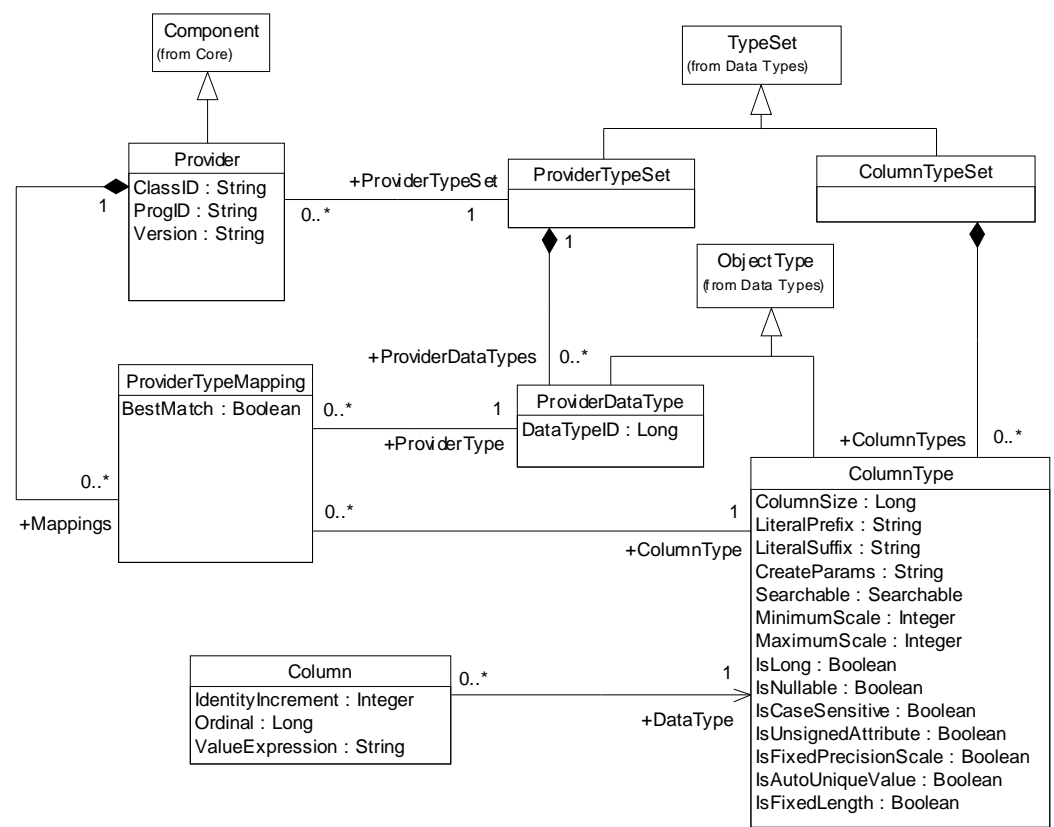 Component
(from Core)
TypeSet
(from Data Types)
Provider
ClassID : String
ProgID : String
Version : String
1
+ProviderTypeSet
0..*
1
ProviderTypeSet
1
ColumnTypeSet
ObjectType
(from Data Types)
+ProviderDataTypes
0..*
ProviderTypeMapping
BestMatch : Boolean
0..*
1
+ProviderType
ProviderDataType
DataTypeID : Long
+ColumnTypes
0..*
0..*
+Mappings
0..*
1
+ColumnType
ColumnType
ColumnSize : Long
LiteralPrefix : String
LiteralSuffix : String
CreateParams : String
Searchable : Searchable
MinimumScale : Integer
MaximumScale : Integer
IsLong : Boolean
IsNullable : Boolean
IsCaseSensitive : Boolean
IsUnsignedAttribute : Boolean
IsFixedPrecisionScale : Boolean
IsAutoUniqueValue : Boolean
IsFixedLength : Boolean
Column
IdentityIncrement : Integer
Ordinal : Long
ValueExpression : String
0..*
1
+DataType